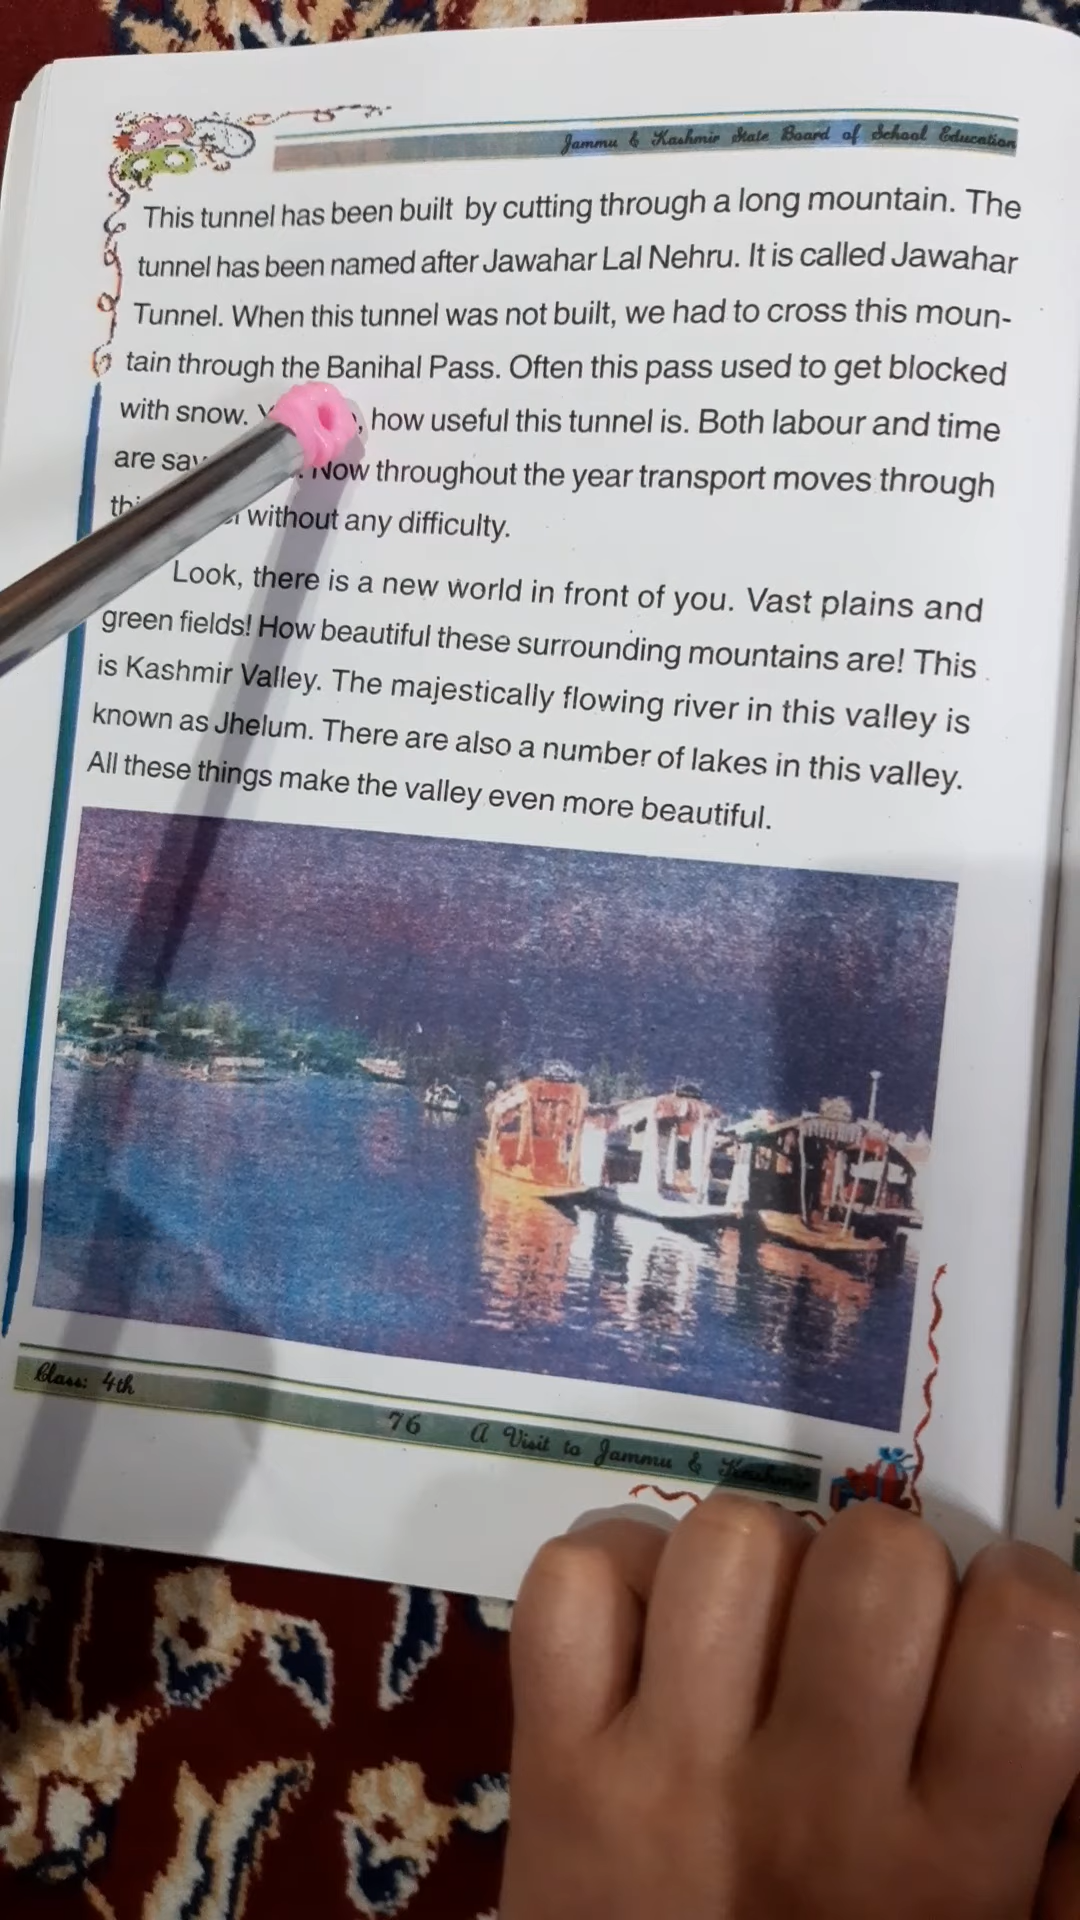 Jammu & Kashmir State Board of School Education
This tunnel has been built by cutting through a long mountain. The
tunnel has been named after Jawahar Lal Nehru. It is called Jawahar
Tunnel. When this tunnel was not built, we had to cross this moun-
tain through the Banihal Pass. Often this pass used to get blocked
with snow. , how useful this tunnel is. Both labour and time
are Now throughout the year transport moves through
without any difficulty.
Look, there is a new world in front of you. Vast plains and
green fields! How beautiful these surrounding mountains are! This
is Kashmir Valley. The majestically flowing river in this valley is
known as Jhelum. There are also a number of lakes in this valley.
All these things make the valley even more beautiful.
Class: 4th
76 A Visit to Jammu & Kashmir